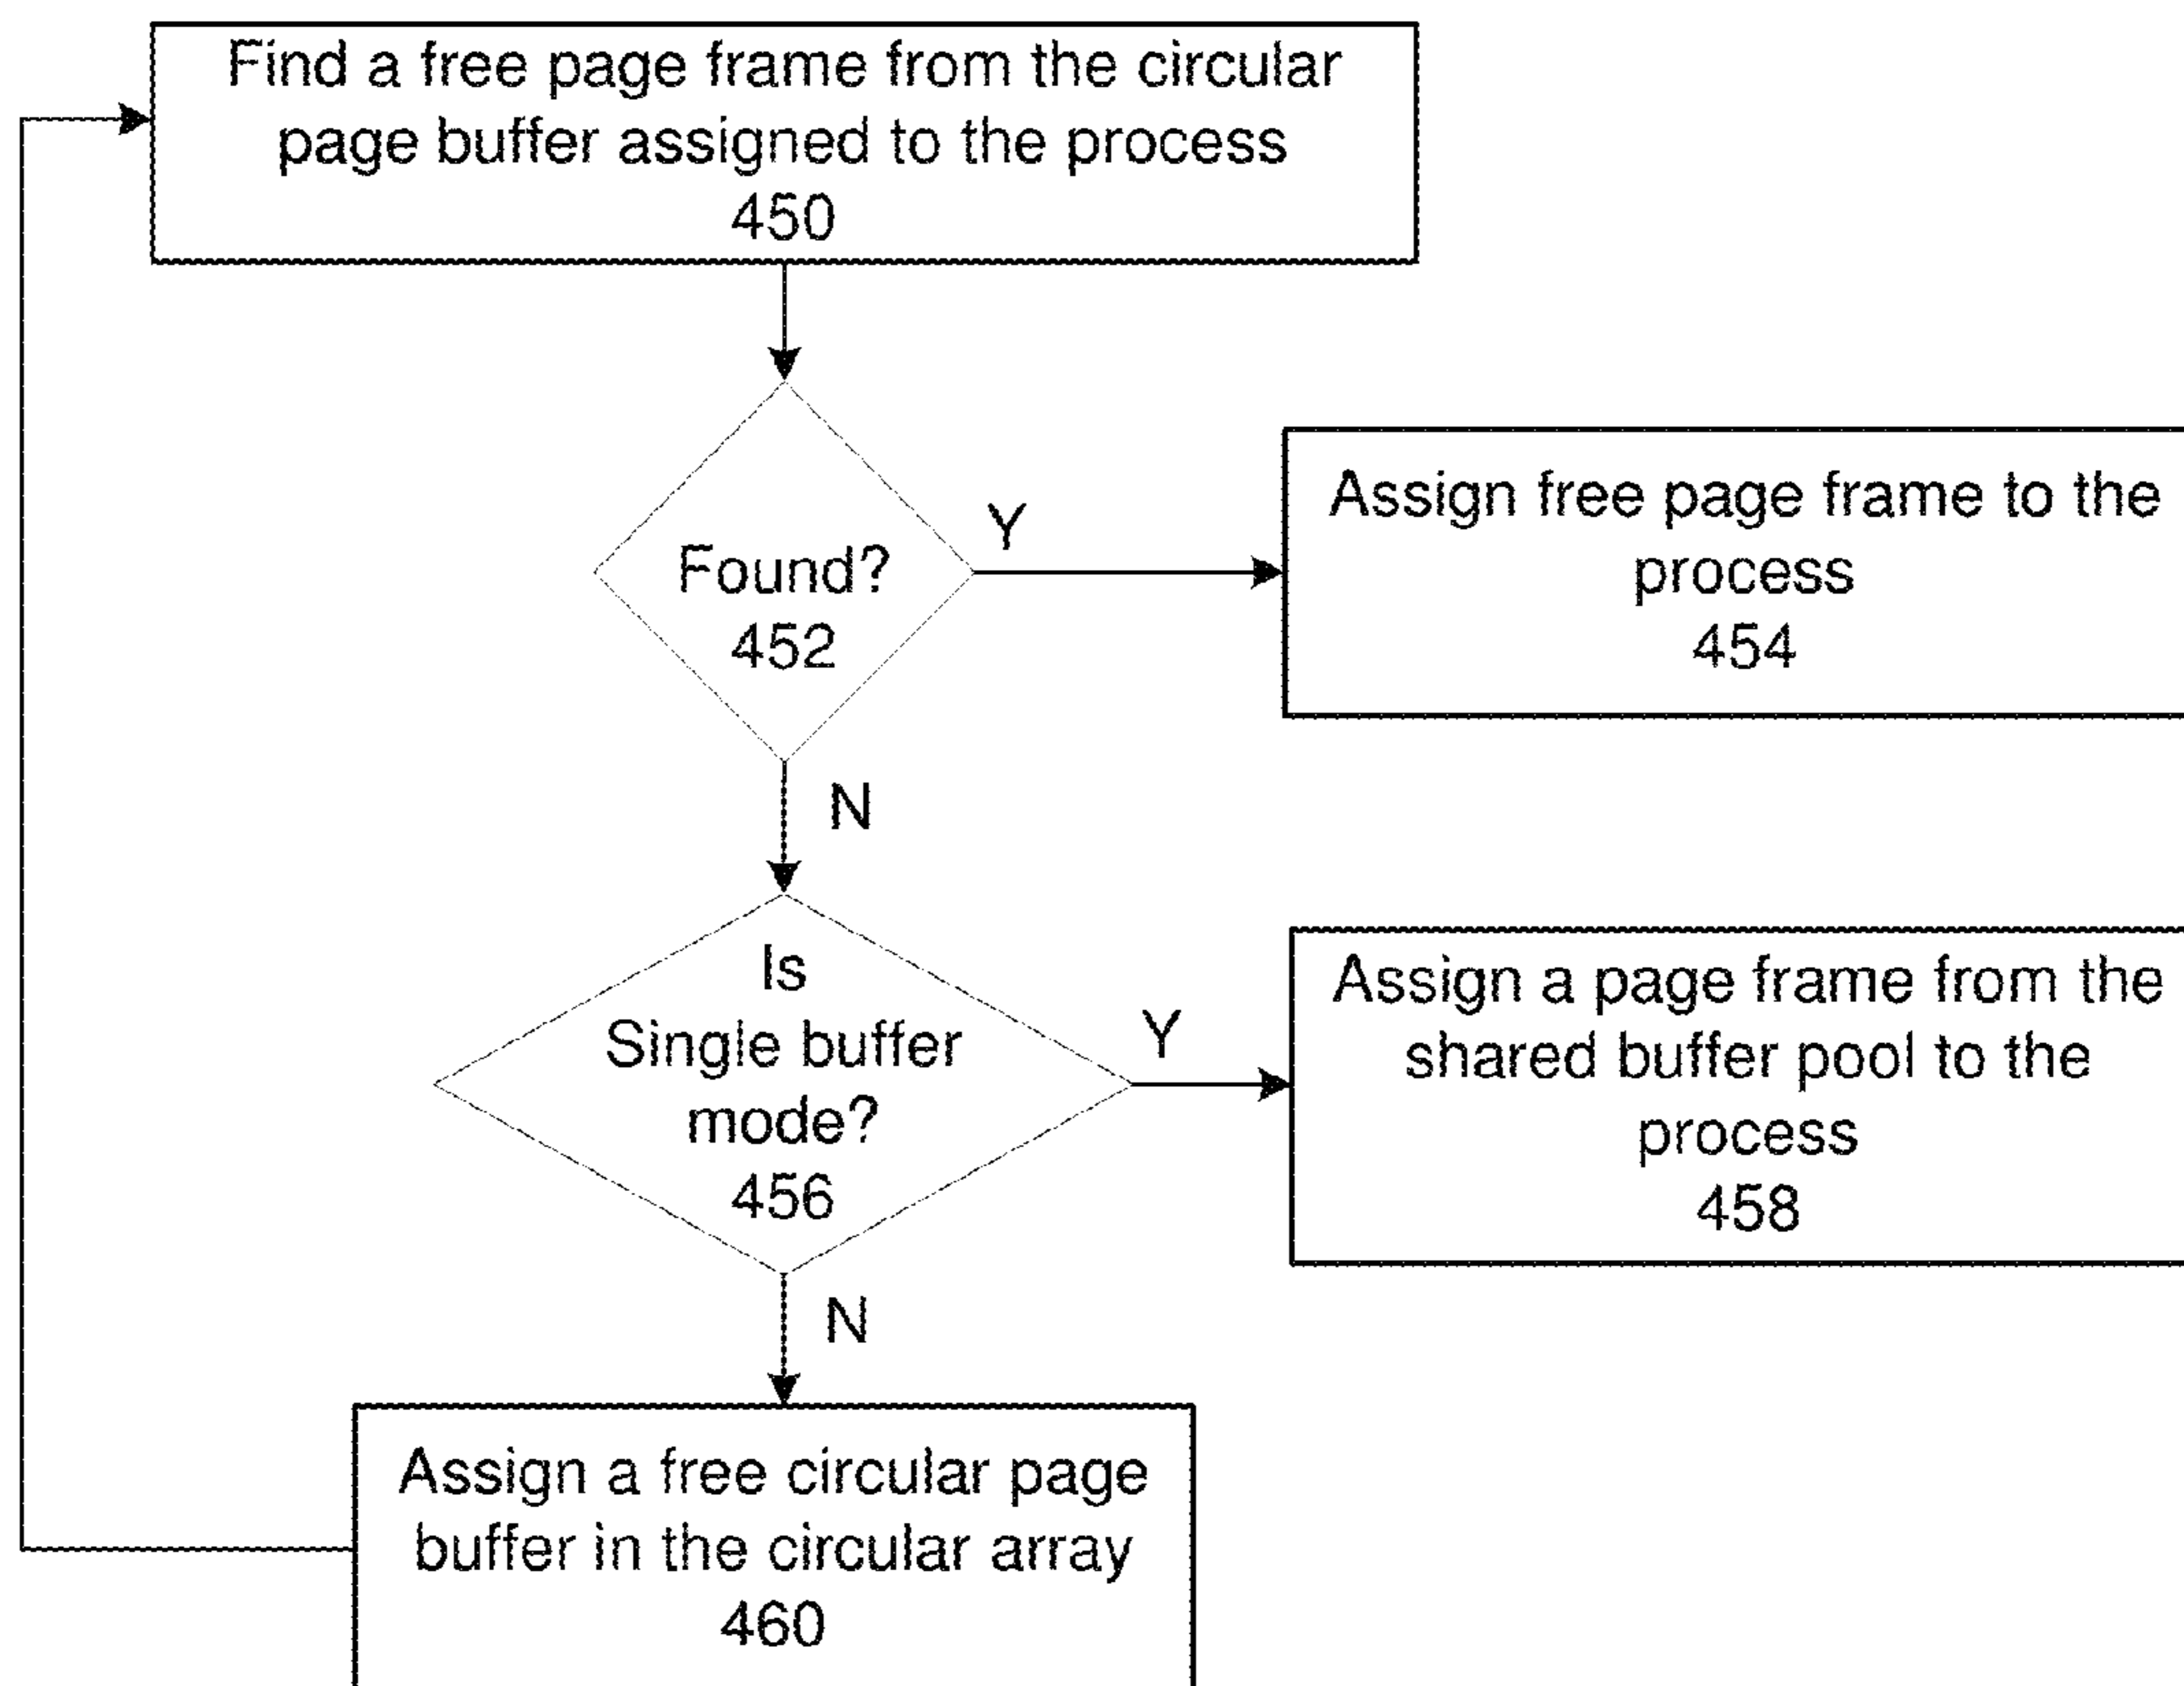 Find a free page frame from the circular
page buffer assigned to the process
450
Y
Found?
452
Assign free page frame to the
process
454
N
Is
Single buffer
mode?
456
Y
Assign a page frame from the
shared buffer pool to the
process
458
N
Assign a free circular page
buffer in the circular array
460